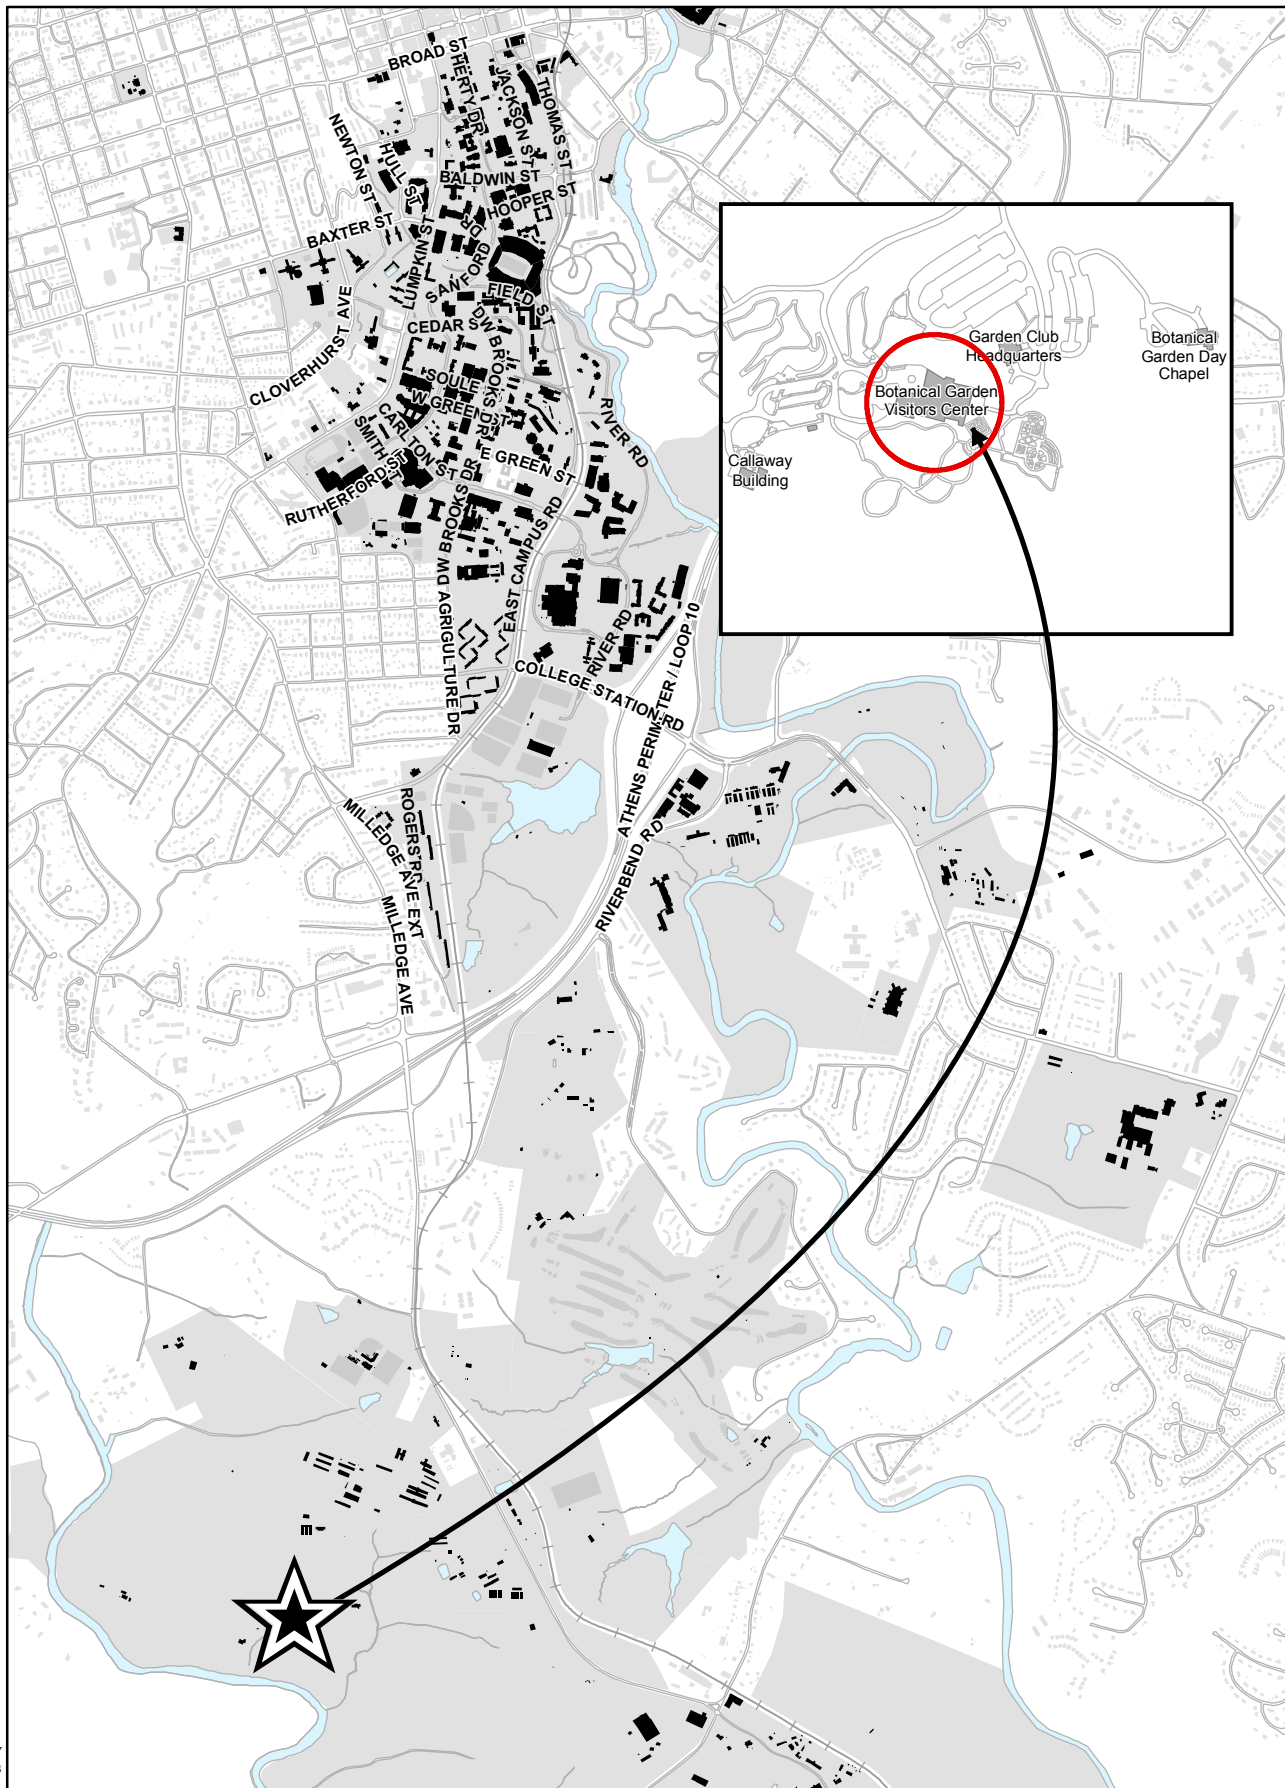 BROAD ST
HERTY DR
JACKSON ST
THOMAS ST
NEWTON ST
HULL ST
BALDWIN ST
HOOPER ST
BAXTER ST
LUMPKIN ST
SANFORD DR
FIELD ST
CEDAR ST
DW BROOKS DR
CLOVERHURST AVE
SOULE
W GREEN ST
CARLTON ST
SMITH ST
RUTHERFORD ST
E GREEN ST
RIVER RD
DW BROOKS DR
EAST CAMPUS RD
AGRIGULTURE DR
RIVER RD
COLLEGE STATION RD
ATHENS PERIMETER / LOOP 10
RIVERBEND RD
ROGERS RD
MILLEDGE AVE EXT
MILLEDGE AVE
Garden Club
Headquarters
Botanical
Garden Day
Chapel
Botanical Garden
Visitors Center
Callaway
Building